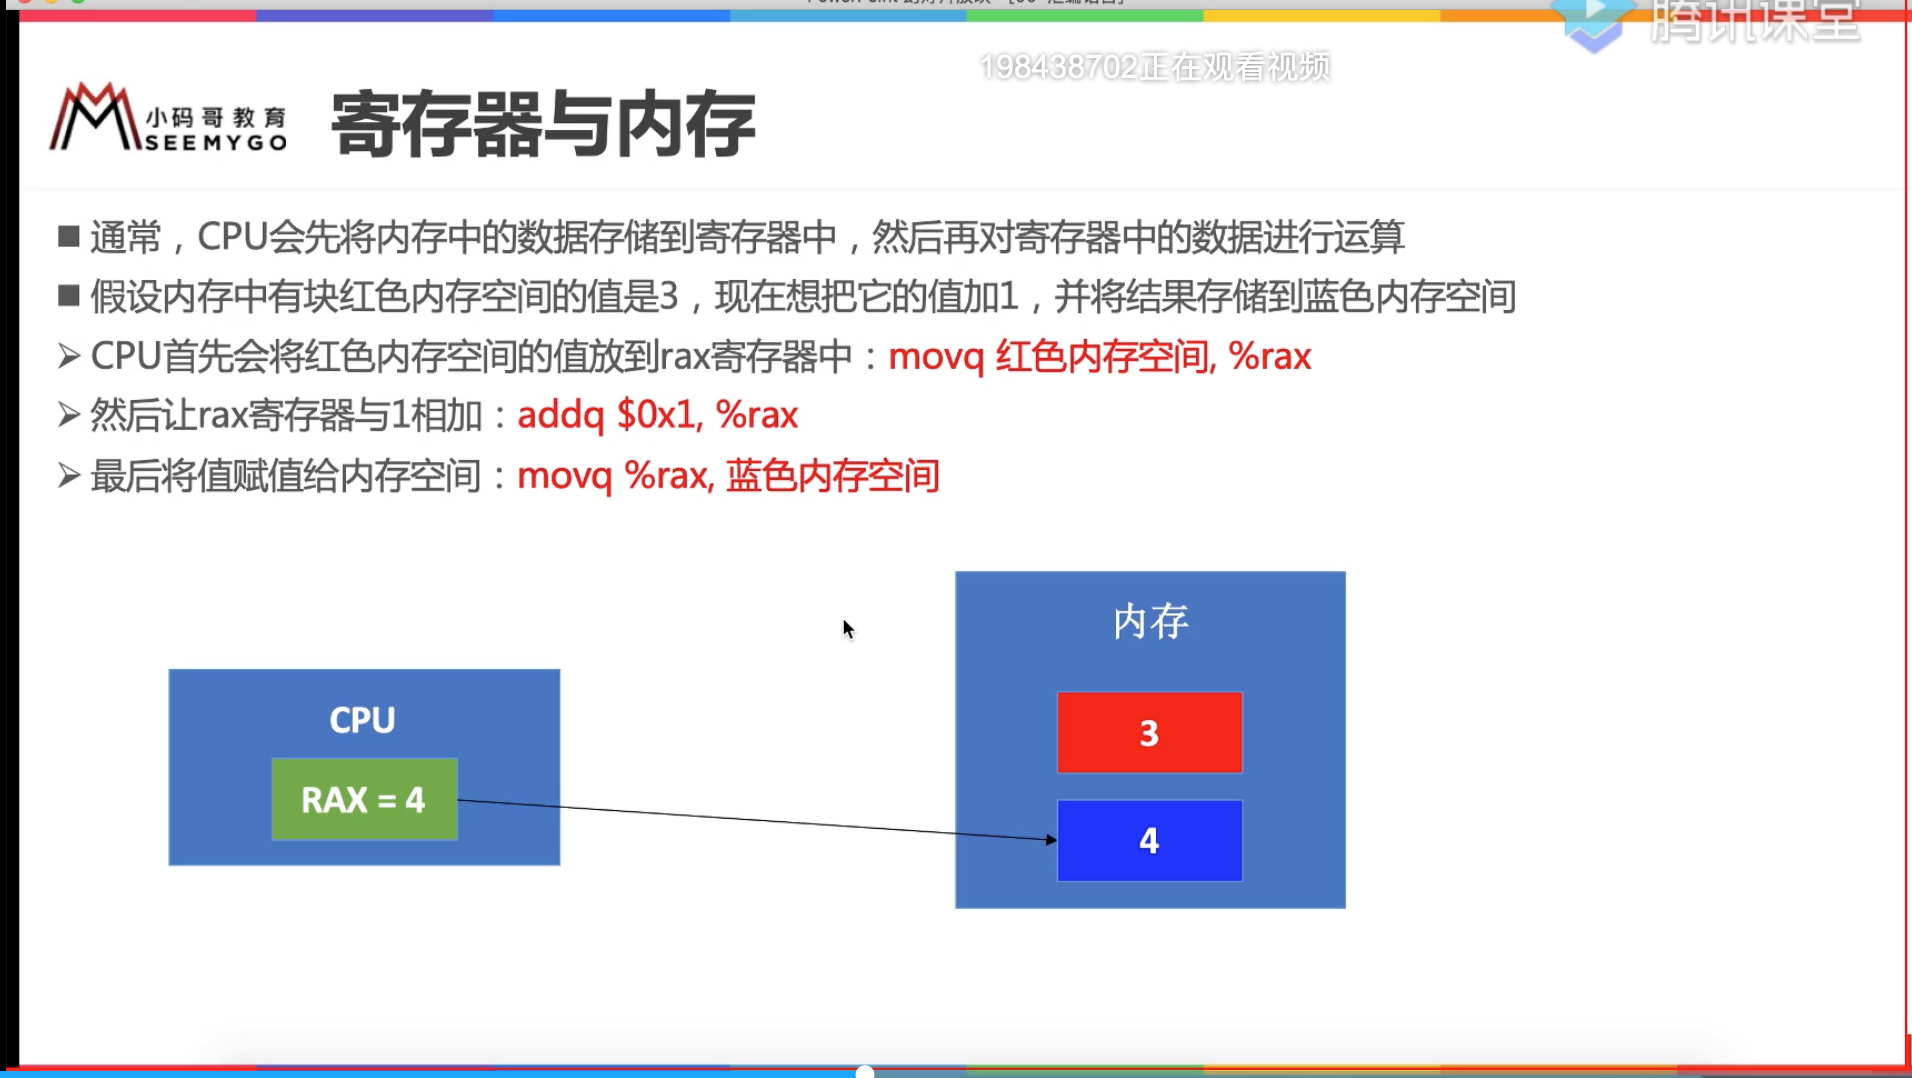 腾讯课堂
198438702正在观看视频
小码哥教育
SEEMYGO
寄存器与内存
■ 通常，CPU会先将内存中的数据存储到寄存器中，然后再对寄存器中的数据进行运算
■ 假设内存中有块红色内存空间的值是3，现在想把它的值加1，并将结果存储到蓝色内存空间
➢ CPU首先会将红色内存空间的值放到rax寄存器中：movq 红色内存空间, %rax
➢ 然后让rax寄存器与1相加：addq $0x1, %rax
➢ 最后将值赋值给内存空间：movq %rax, 蓝色内存空间
内存
CPU
3
RAX = 4
4